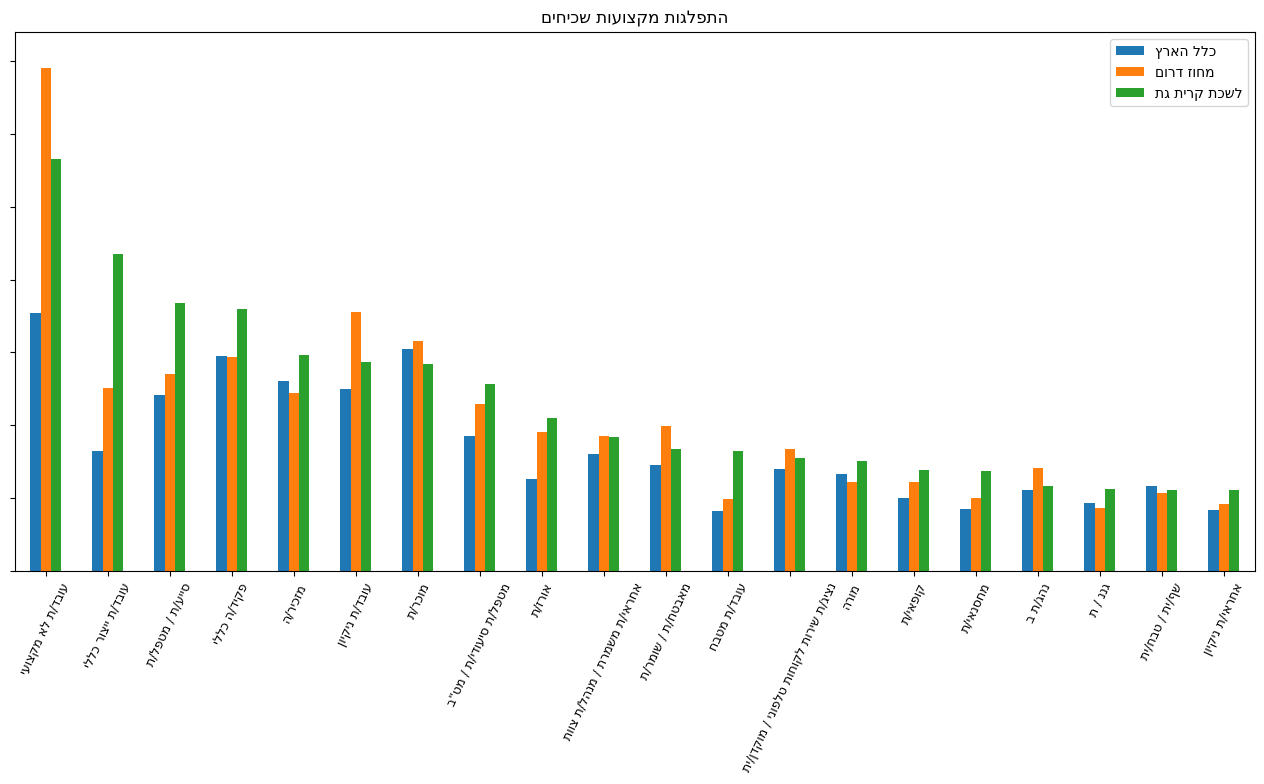 התפלגות מקצועות שכיחים
כלל הארץ
מחוז דרום
לשכת קרית גת
עובד/ת לא מקצועי
עובד/ת ייצור כללי
סייע/ת / מטפל/ת
פקיד/ה כללי
מזכיר/ה
עובד/ת ניקיון
מוכר/ת
מטפל/ת סיעודי/ת / מט"ב
אורז/ת
אחראי/ת משמרת / מנהל/ת צוות
מאבטח/ת / שומר/ת
עובד/ת מטבח
נציג/ת שירות לקוחות טלפוני / מוקדן/ית
מורה
קופאי/ת
מחסנאי/ת
נהג/ת ב
גנן / ת
שף/ית / טבח/ית
אחראי/ת ניקיון